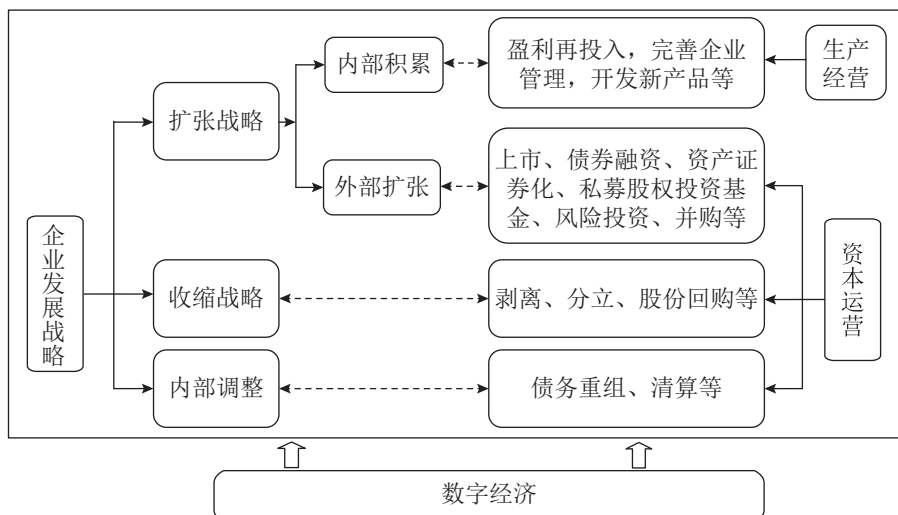 内部积累
盈利再投入，完善企业
管理，开发新产品等
生产
经营
扩张战略
外部扩张
上市、债券融资、资产证
券化、私募股权投资基
金、风险投资、并购等
企业发展战略
收缩战略
剥离、分立、股份回购等
资本运营
内部调整
债务重组、清算等
数字经济